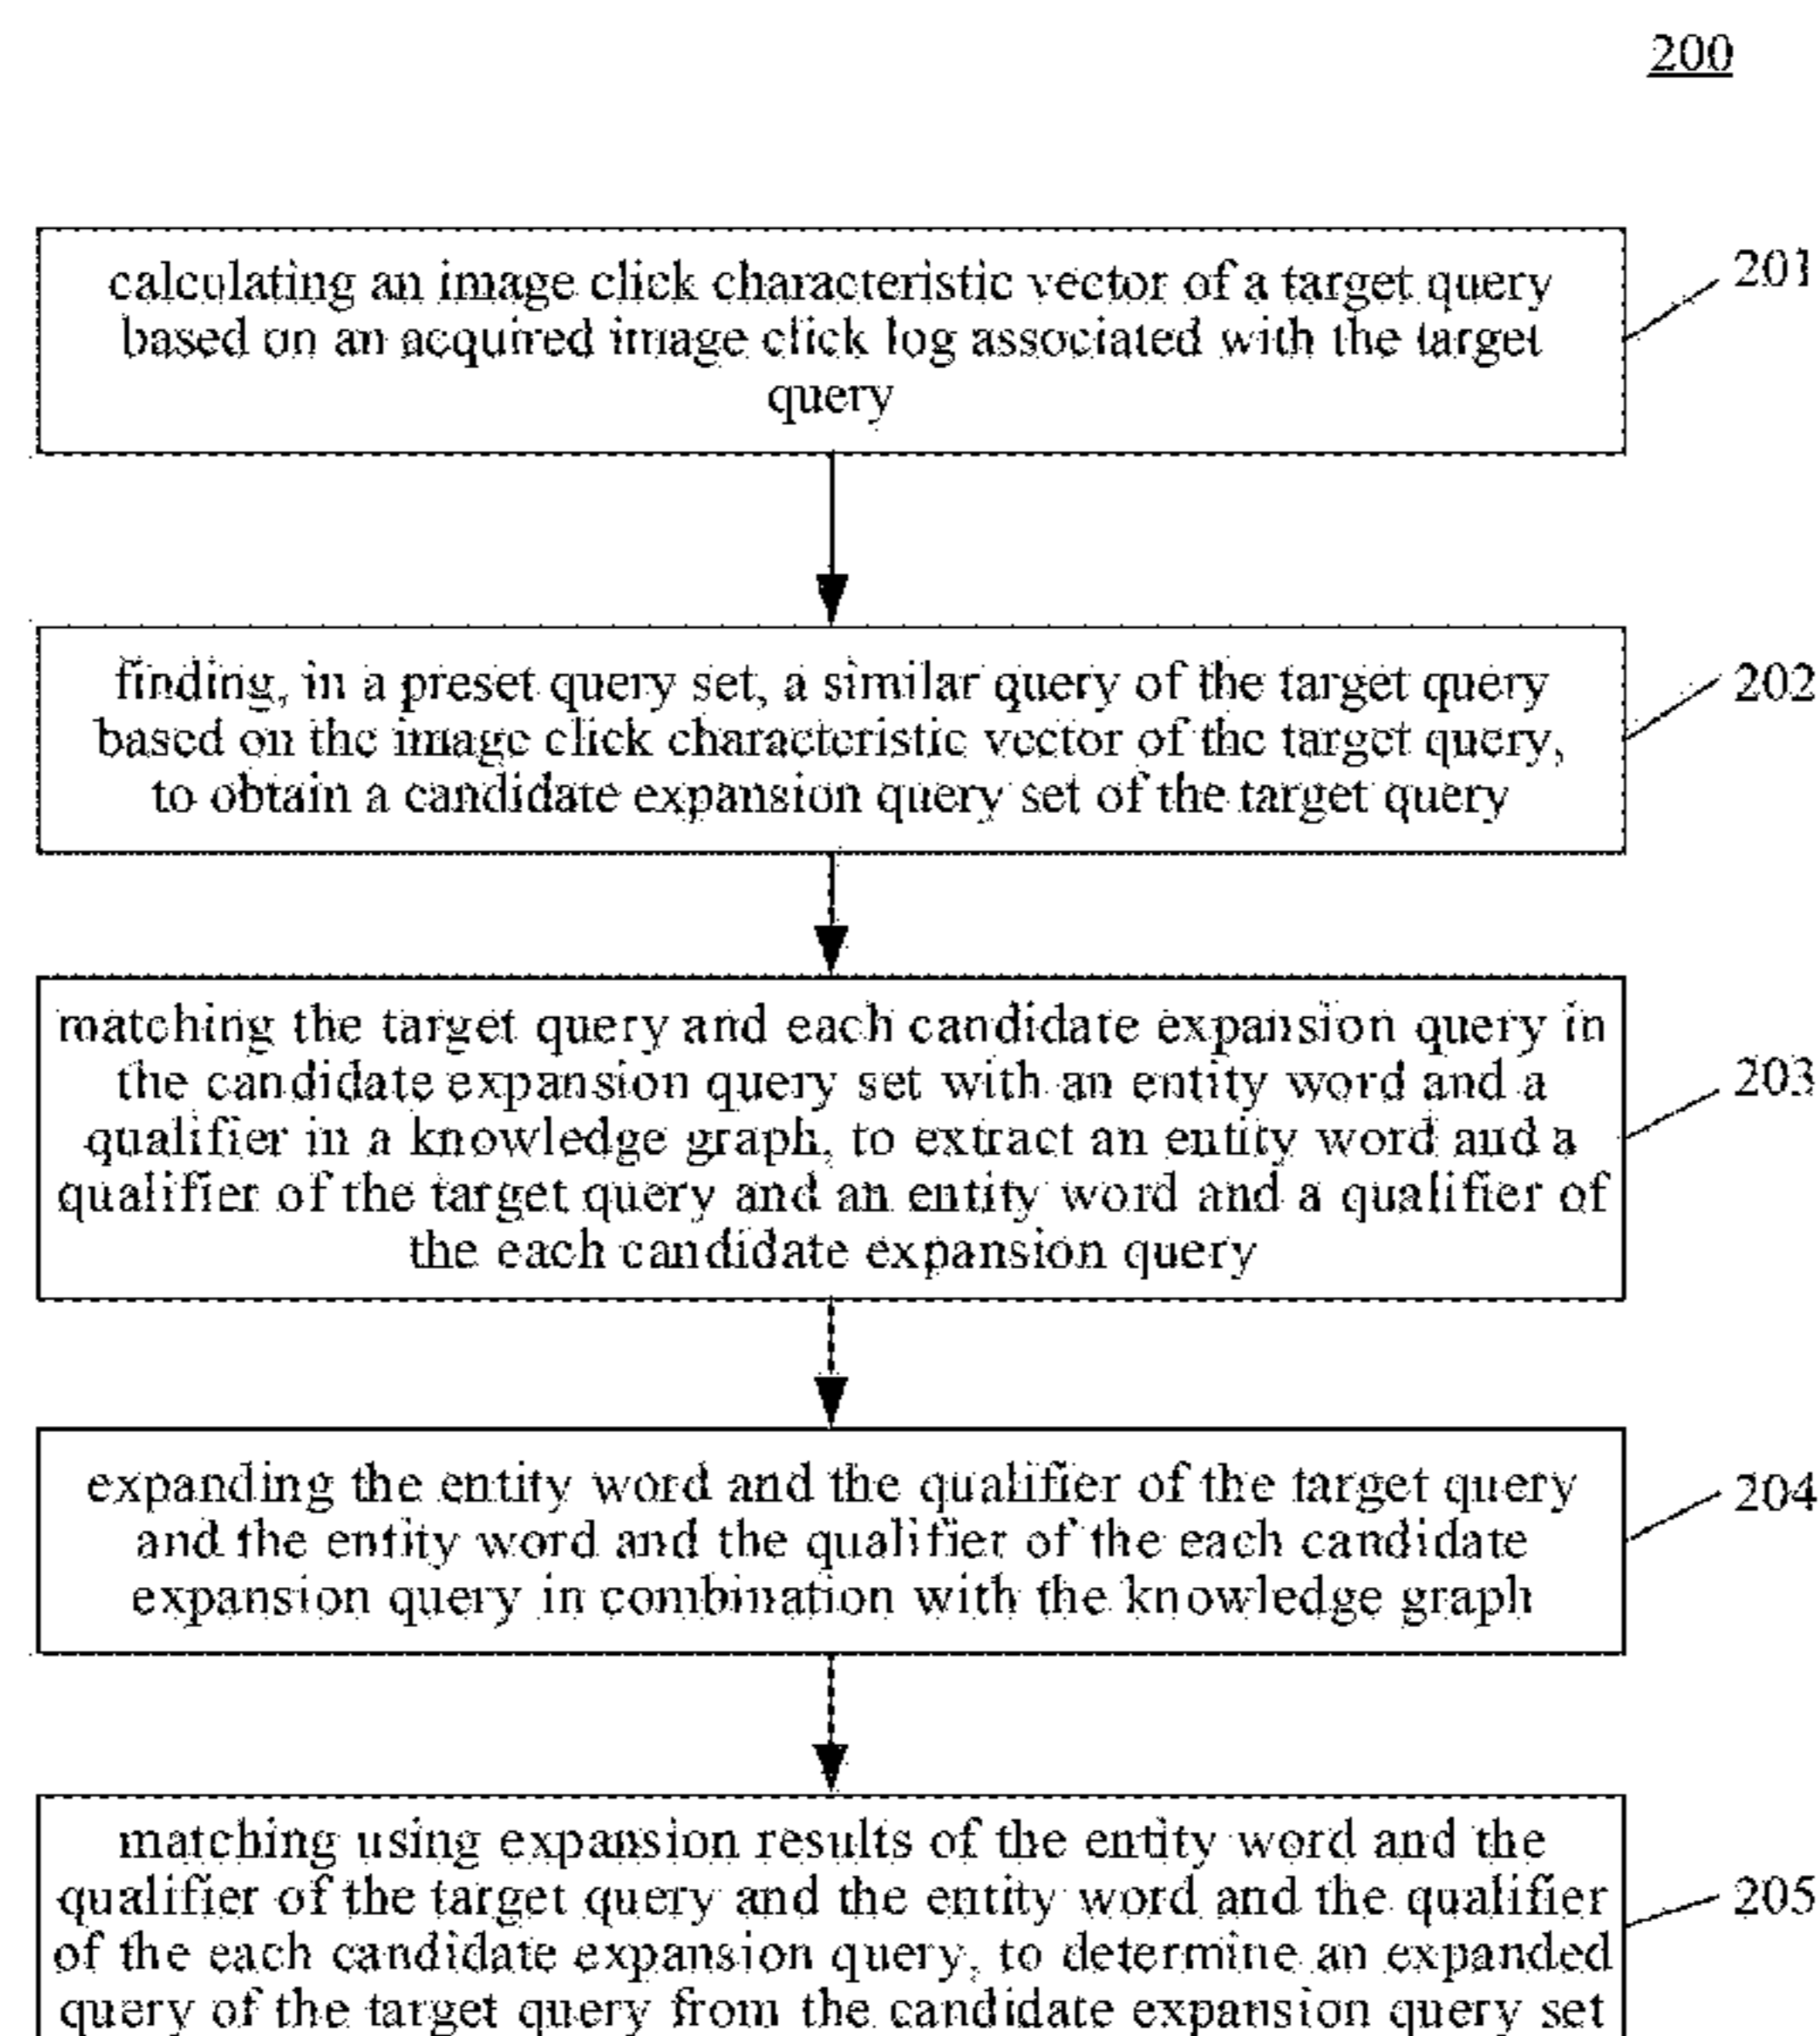 200
calculating an image click characteristic vector of a target query
based on an acquired image click log associated with the target
query
201
finding, in a preset query set, a similar query of the target query
based on the image click characteristic vector of the target query,
to obtain a candidate expansion query set of the target query
202
matching the target query and each candidate expansion query in
the candidate expansion query set with an entity word and a
qualifier in a knowledge graph, to extract an entity word and a
qualifier of the target query and an entity word and a qualifier of
the each candidate expansion query
203
expanding the entity word and the qualifier of the target query
and the entity word and the qualifier of the each candidate
expansion query in combination with the knowledge graph
204
matching using expansion results of the entity word and the
qualifier of the target query and the entity word and the qualifier
of the each candidate expansion query, to determine an expanded
query of the target query from the candidate expansion query set
205